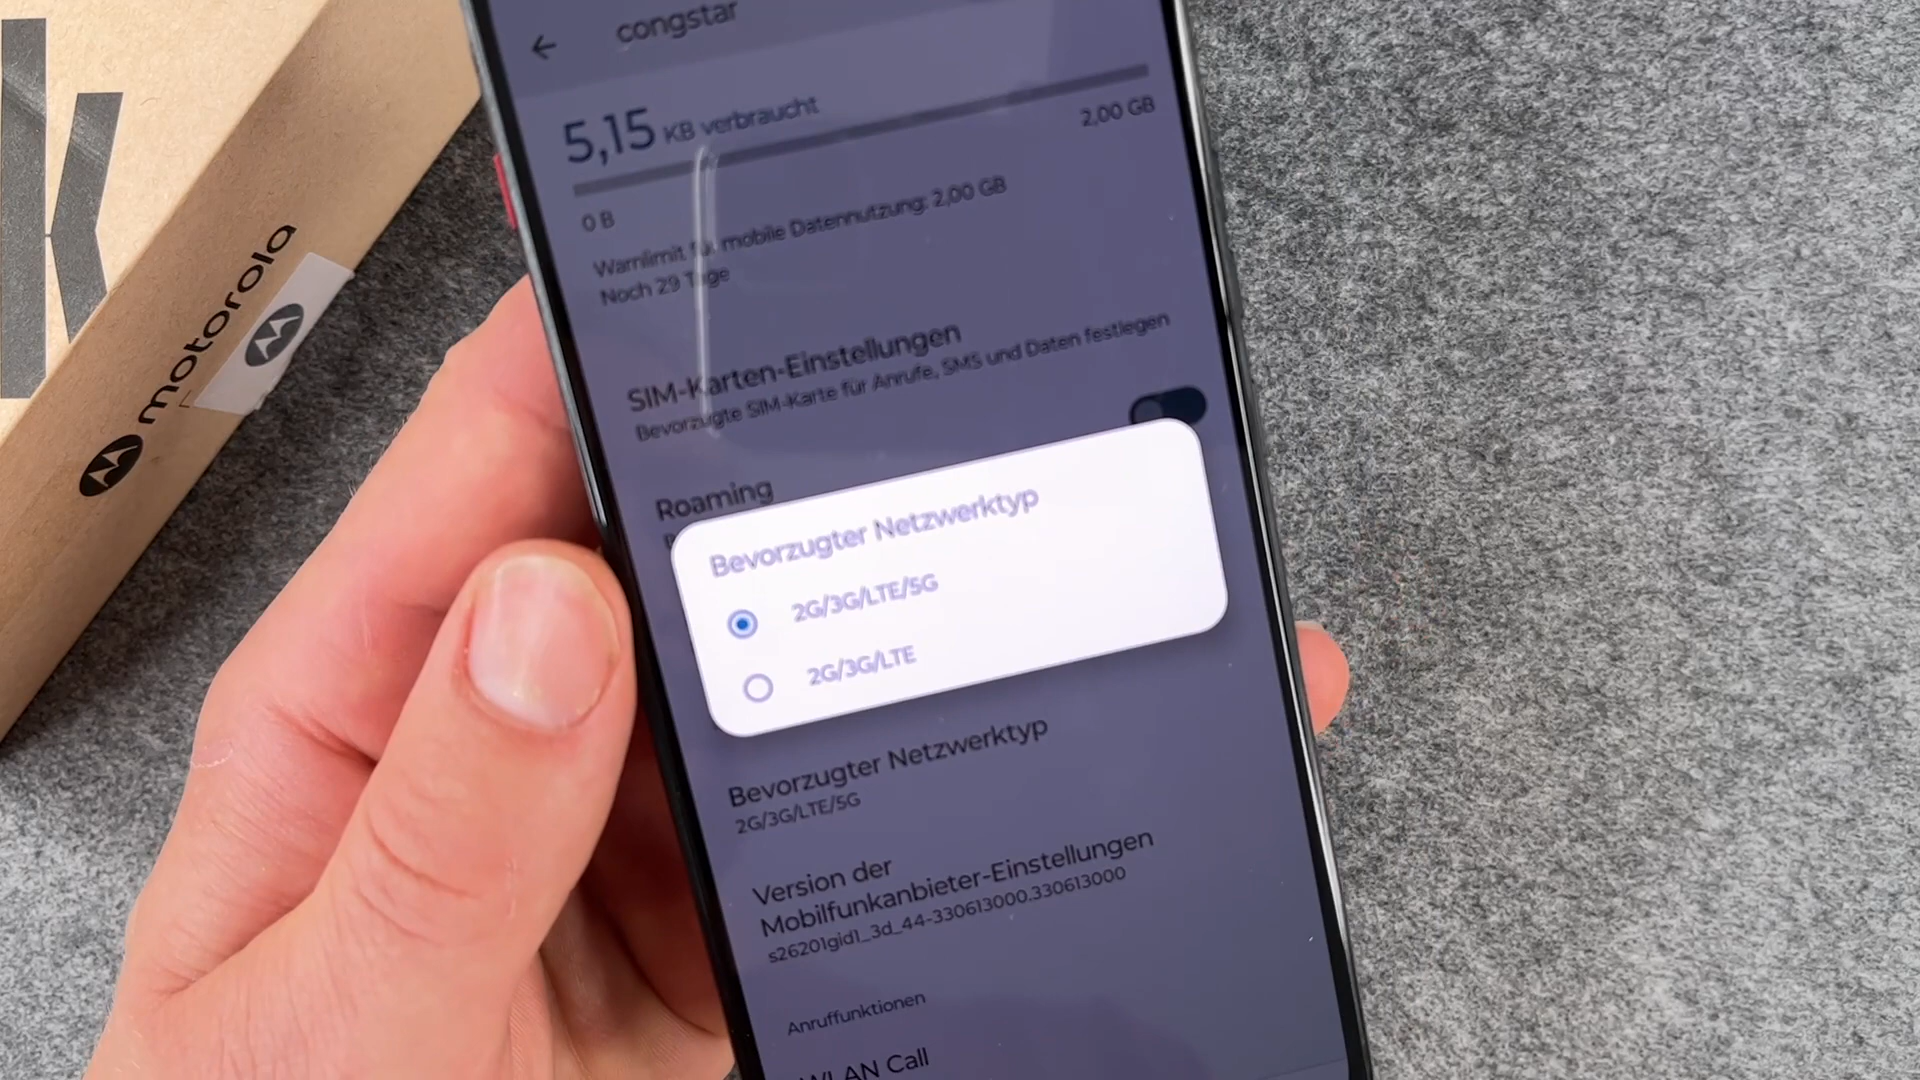 k
motorola
congstar
5,15 KB verbraucht
0 B
2,00 GB
Warnlimit für mobile Datennutzung: 2,00 GB
Noch 29 Tage
SIM-Karten-Einstellungen
Bevorzugte SIM-Karte für Anrufe, SMS und Daten festlegen
Roaming
Bevorzugter Netzwerktyp
2G/3G/LTE/5G
2G/3G/LTE
Bevorzugter Netzwerktyp
2G/3G/LTE/5G
Version der
Mobilfunkanbieter-Einstellungen
s26201gid1_3d_44-330613000.330613000
Anruffunktionen
WLAN Call